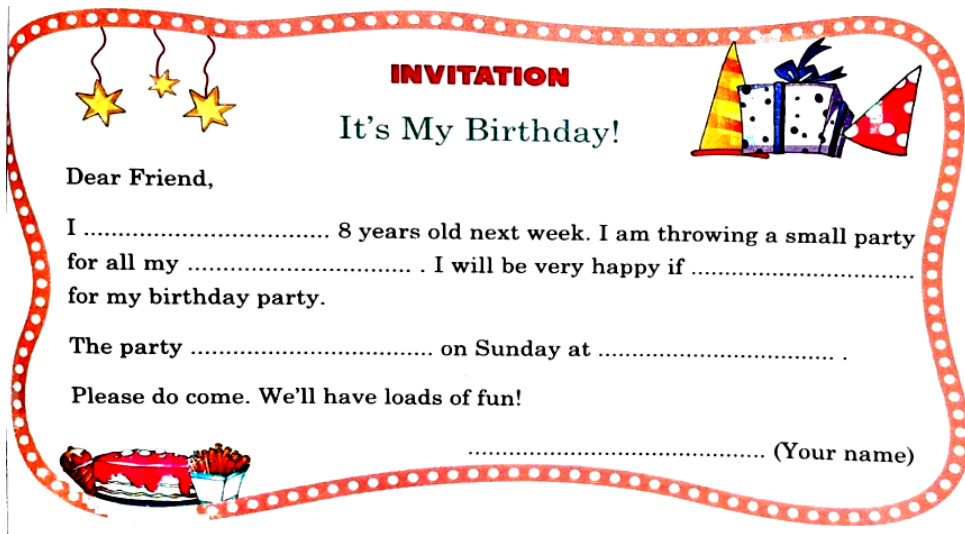 INVITATION
It's My Birthday!
Dear Friend,
I .................................. 8 years old next week. I am throwing a small party
for all my ............................... . I will be very happy if ...............................
for my birthday party.
The party .................................. on Sunday at ................................. .
Please do come. We'll have loads of fun!
......................................... (Your name)